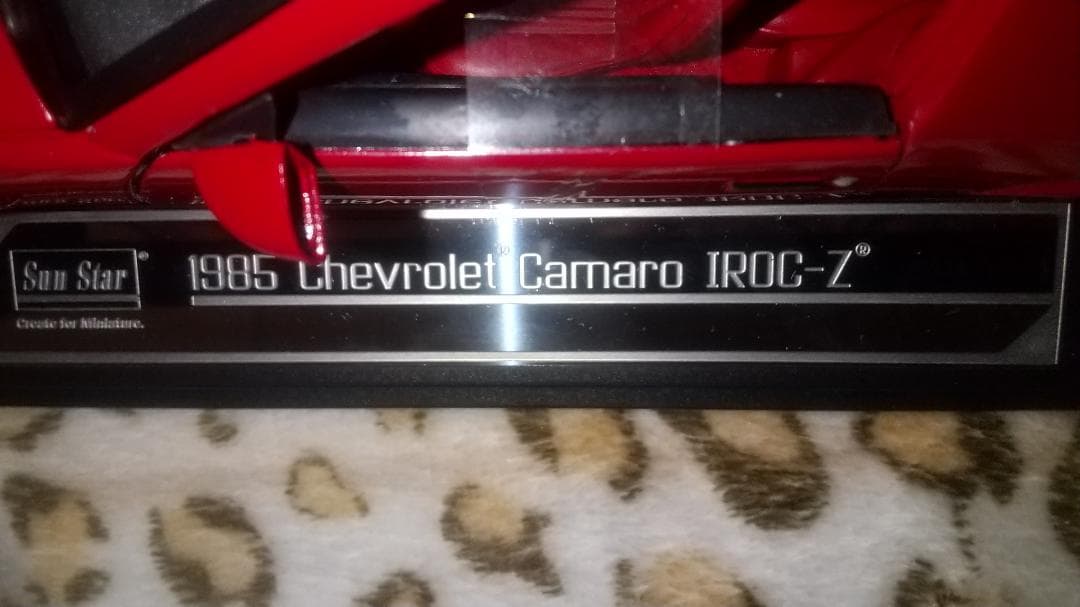 Sun Star®
Create for Miniature.
1985 Chevrolet® Camaro IROC-Z®